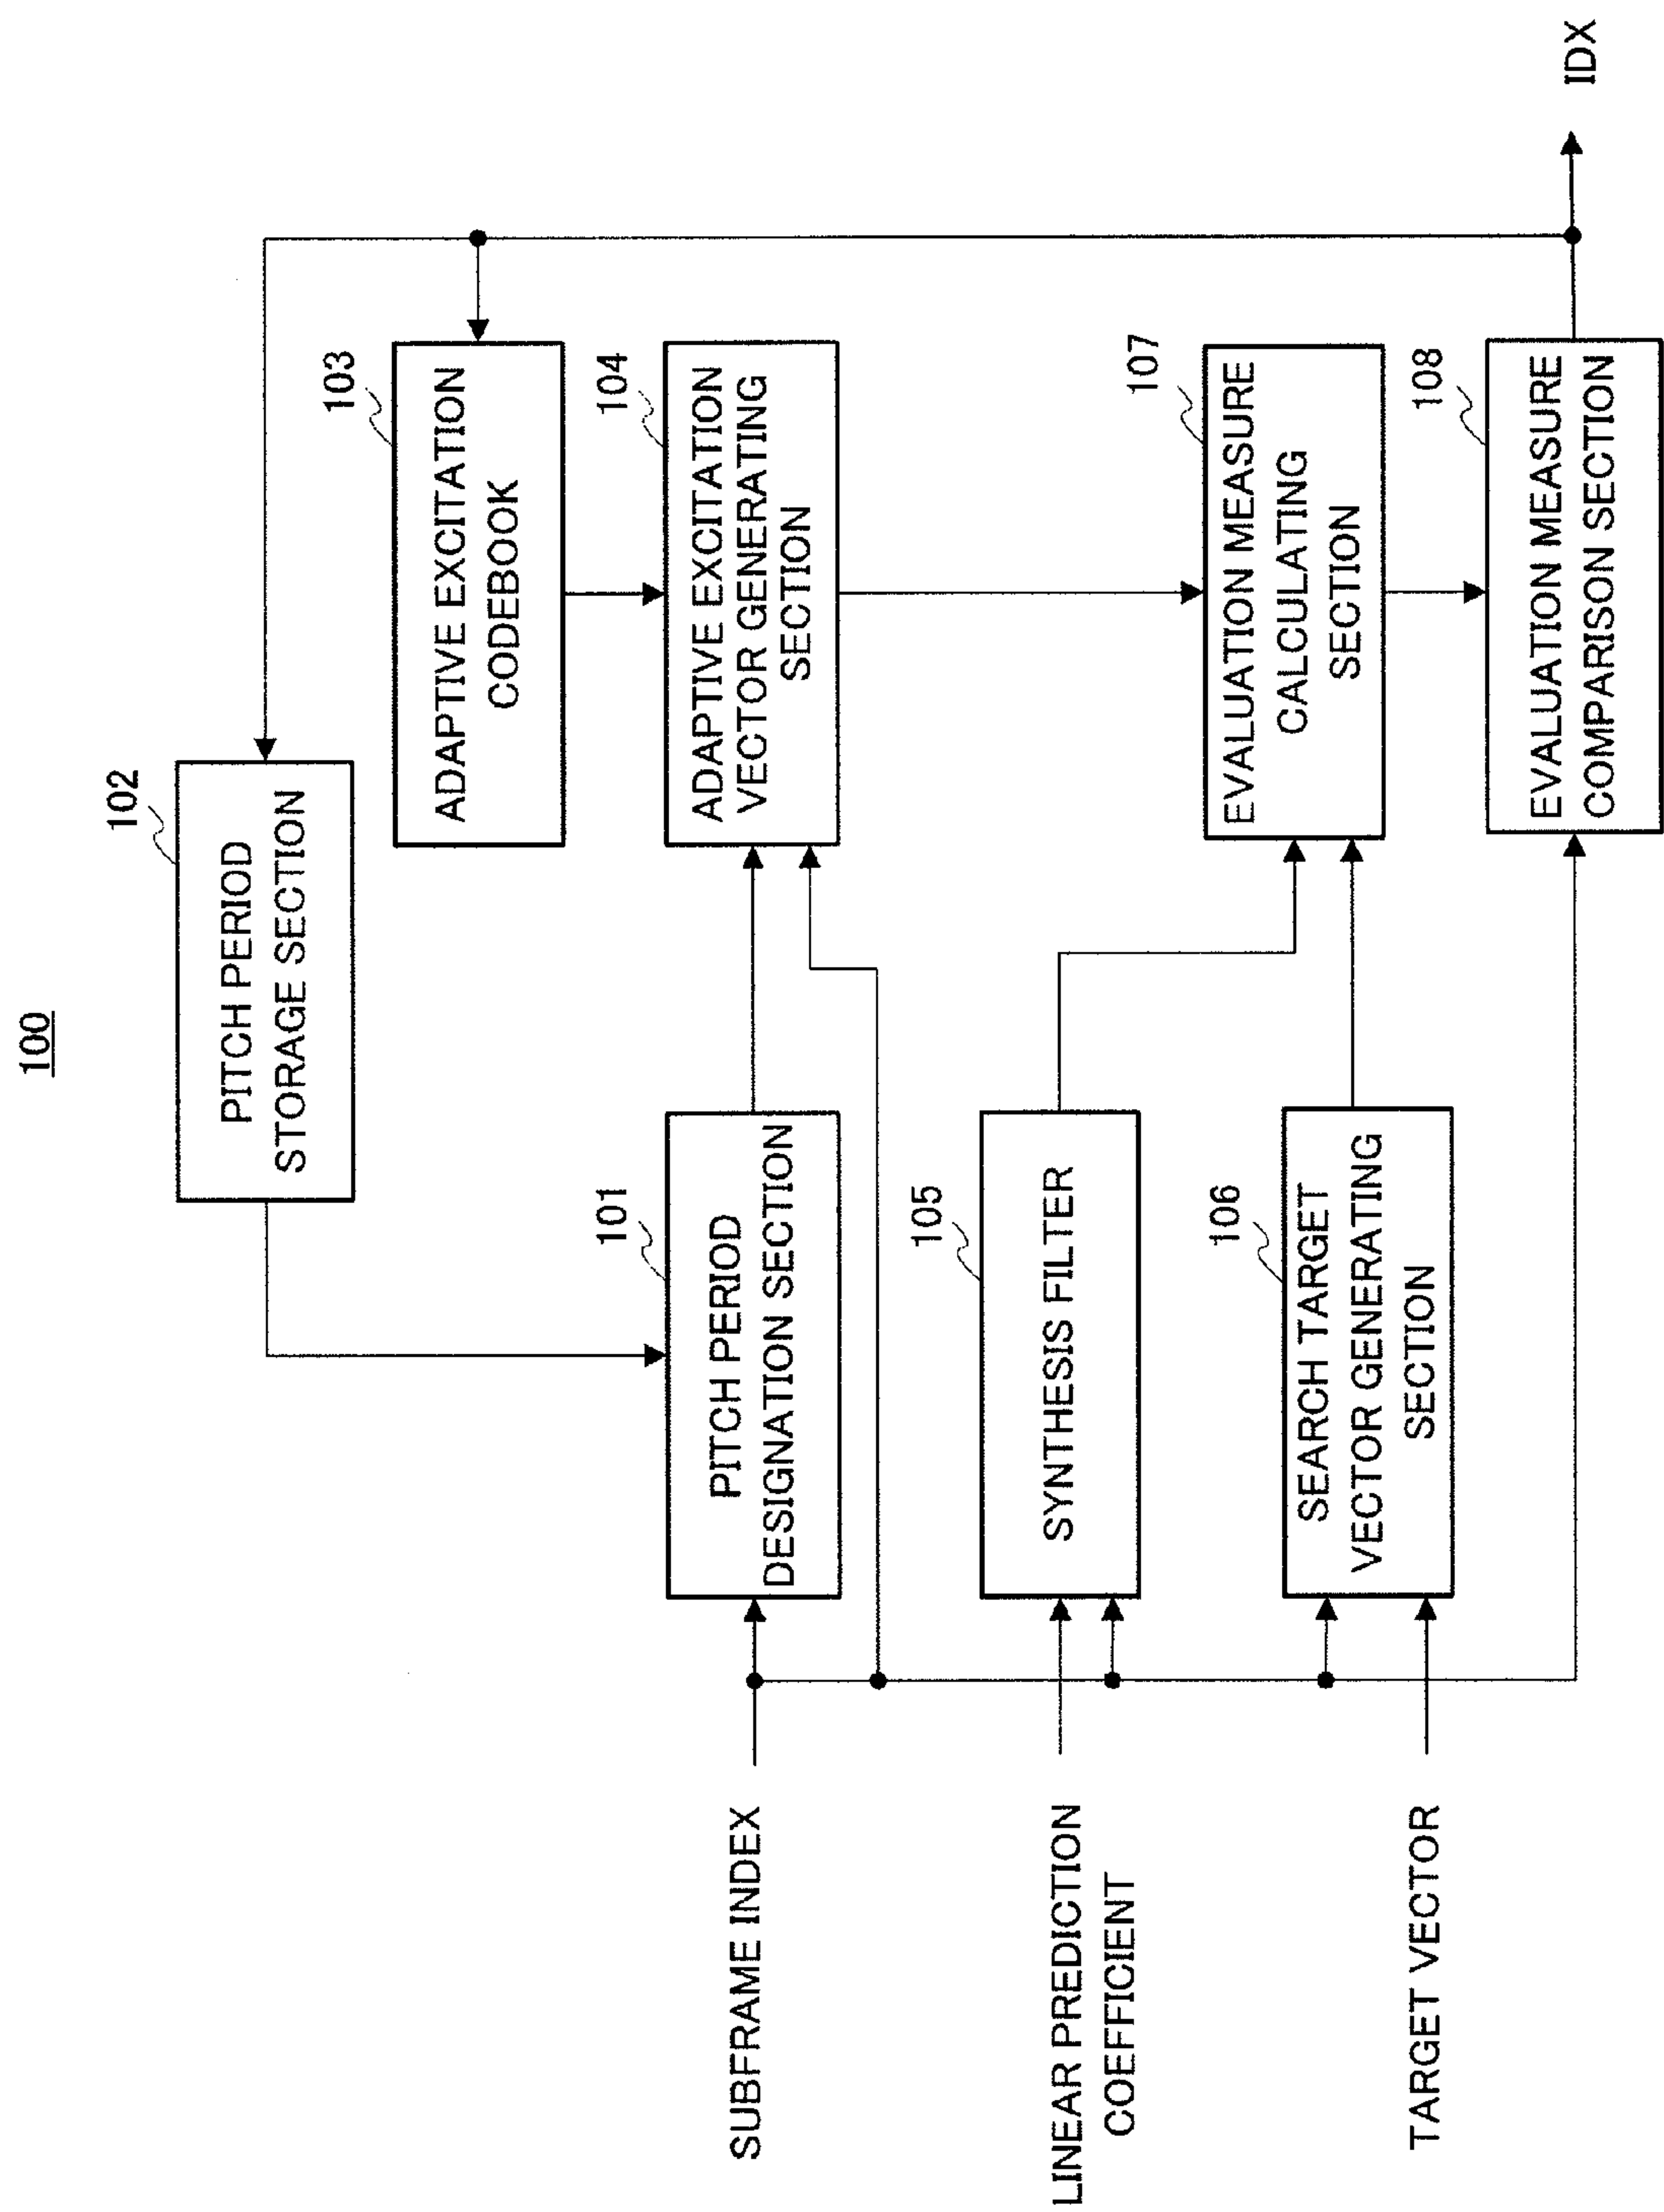 100
102
PITCH PERIOD
STORAGE SECTION
103
ADAPTIVE EXCITATION
CODEBOOK
101
PITCH PERIOD
DESIGNATION SECTION
104
ADAPTIVE EXCITATION
VECTOR GENERATING
SECTION
SUBFRAME INDEX
105
SYNTHESIS FILTER
LINEAR PREDICTION
COEFFICIENT
106
SEARCH TARGET
VECTOR GENERATING
SECTION
107
EVALUATION MEASURE
CALCULATING
SECTION
TARGET VECTOR
108
EVALUATION MEASURE
COMPARISON SECTION
IDX